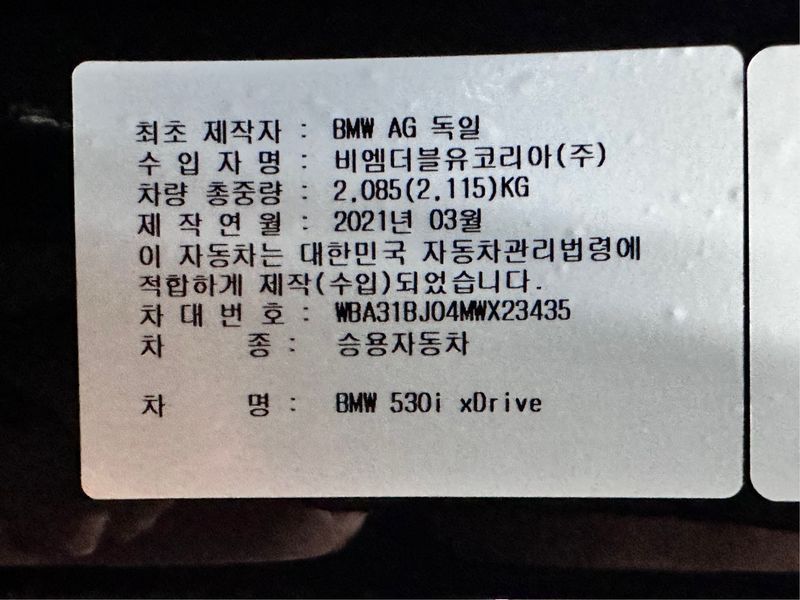 최초 제작자 : BMW AG 독일
수 입 자 명 : 비엠더블유코리아(주)
차량 총중량 : 2,085(2,115)KG
제 작 연 월 : 2021년 03월
이 자동차는 대한민국 자동차관리법령에
적합하게 제작(수입)되었습니다.
차 대 번 호 : WBA31BJ04MWX23435
차 종 : 승용자동차
차 명 : BMW 530i xDrive